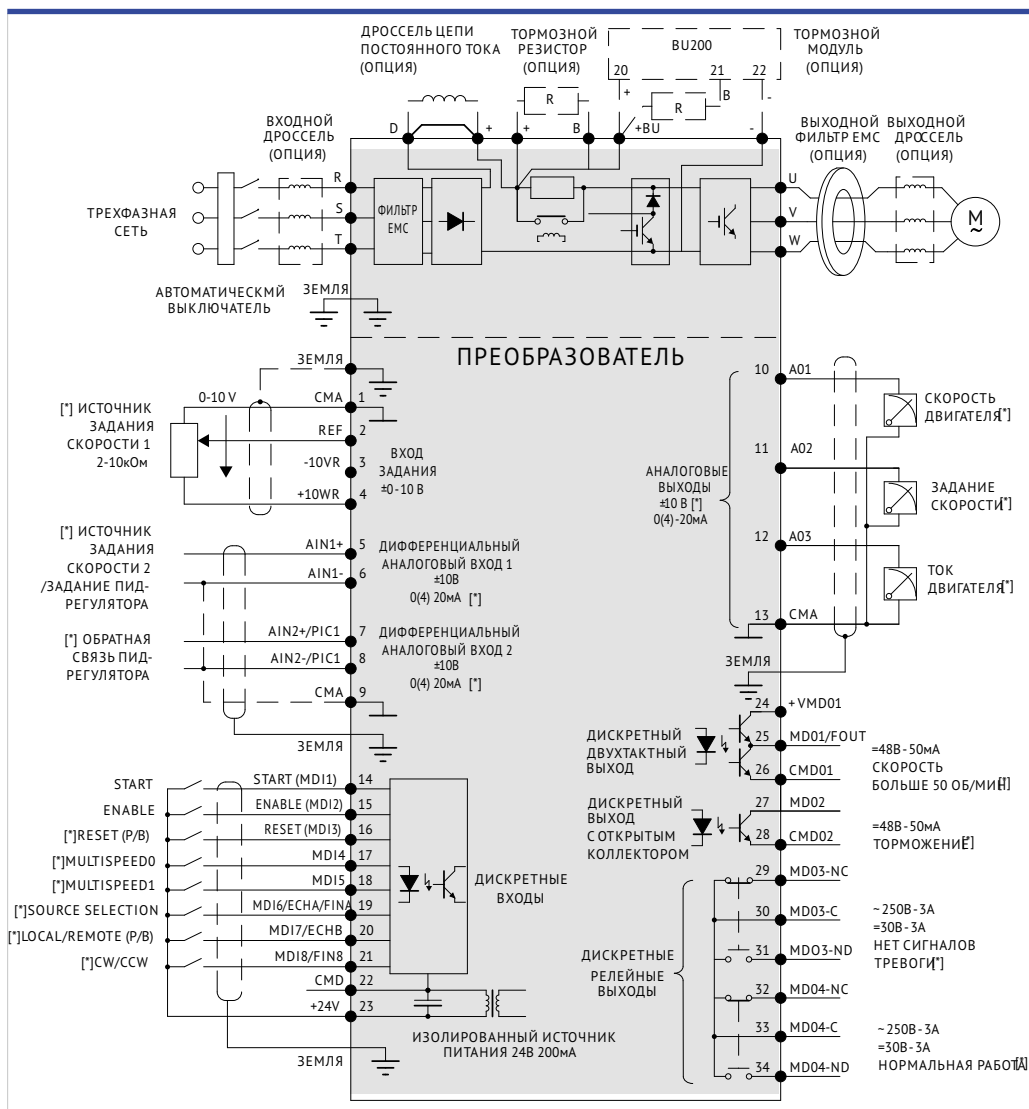 ДРОССЕЛЬ ЦЕПИ
ПОСТОЯННОГО ТОКА
(ОПЦИЯ)
ТОРМОЗНОЙ
РЕЗИСТОР
(ОПЦИЯ)
BU200
20
21
22
ТОРМОЗНОЙ
МОДУЛЬ
(ОПЦИЯ)
+
B
-
R
R
D
+
+
B
+BU
-
ВХОДНОЙ
ДРОССЕЛЬ
(ОПЦИЯ)
ВЫХОДНОЙ
ФИЛЬТР EMC
(ОПЦИЯ)
ВЫХОДНОЙ
ДРОССЕЛЬ
(ОПЦИЯ)
ТРЕХФАЗНАЯ
СЕТЬ
R
S
T
ФИЛЬТР
EMC
U
V
W
M
~
АВТОМАТИЧЕСКМЙ
ВЫКЛЮЧАТЕЛЬ
ЗЕМЛЯ
ПРЕОБРАЗОВАТЕЛЬ
ЗЕМЛЯ
[*] ИСТОЧНИК
ЗАДАНИЯ
СКОРОСТИ 1
2-10кОм
0-10 V
CMA 1
REF 2
-10VR 3
+10WR 4
ВХОД
ЗАДАНИЯ
±0-10 В
[*] ИСТОЧНИК
ЗАДАНИЯ
СКОРОСТИ 2
/ЗАДАНИЕ ПИД-
РЕГУЛЯТОРА
AIN1+ 5
AIN1- 6
ДИФФЕРЕНЦИАЛЬНЫЙ
АНАЛОГОВЫЙ ВХОД 1
±10В
0(4) 20мА [*]
[*] ОБРАТНАЯ
СВЯЗЬ ПИД-
РЕГУЛЯТОРА
AIN2+/PIC1 7
AIN2-/PIC1 8
ДИФФЕРЕНЦИАЛЬНЫЙ
АНАЛОГОВЫЙ ВХОД 2
±10В
0(4) 20мА [*]
CMA 9
ЗЕМЛЯ
10 A01
СКОРОСТЬ
ДВИГАТЕЛЯ[*]
11 A02
АНАЛОГОВЫЕ
ВЫХОДЫ
±10 В [*]
0(4)-20мА
ЗАДАНИЕ
СКОРОСТИ[*]
12 A03
ТОК
ДВИГАТЕЛЯ[*]
13 CMA
ЗЕМЛЯ
START START (MDI1) 14
ENABLE ENABLE (MDI2) 15
[*]RESET (P/B) RESET (MDI3) 16
[*]MULTISPEED0 MDI4 17
[*]MULTISPEED1 MDI5 18
[*]SOURCE SELECTION MDI6/ECHA/FINA 19
[*]LOCAL/REMOTE (P/B) MDI7/ECHB 20
[*]CW/CCW MDI8/FIN8 21
CMD 22
+24V 23
ДИСКРЕТНЫЕ
ВХОДЫ
ИЗОЛИРОВАННЫЙ ИСТОЧНИК
ПИТАНИЯ 24В 200мА
ЗЕМЛЯ
ДИСКРЕТНЫЙ
ДВУХТАКТНЫЙ
ВЫХОД
24 +VMD01
25 MD01/FOUT
26 CMD01
=48В-50мА
СКОРОСТЬ
БОЛЬШЕ 50 ОБ/МИН[*]
ДИСКРЕТНЫЙ
ВЫХОД
С ОТКРЫТЫМ
КОЛЛЕКТОРОМ
27 MD02
28 CMD02
=48В-50мА
ТОРМОЖЕНИЕ[*]
ДИСКРЕТНЫЕ
РЕЛЕЙНЫЕ
ВЫХОДЫ
29 MD03-NC
30 MD03-C
31 MDO3-ND
~250В-3А
=30В-3А
НЕТ СИГНАЛОВ
ТРЕВОГИ[*]
32 MD04-NC
33 MD04-C
34 MD04-ND
~250В-3А
=30В-3А
НОРМАЛЬНАЯ РАБОТА[*]